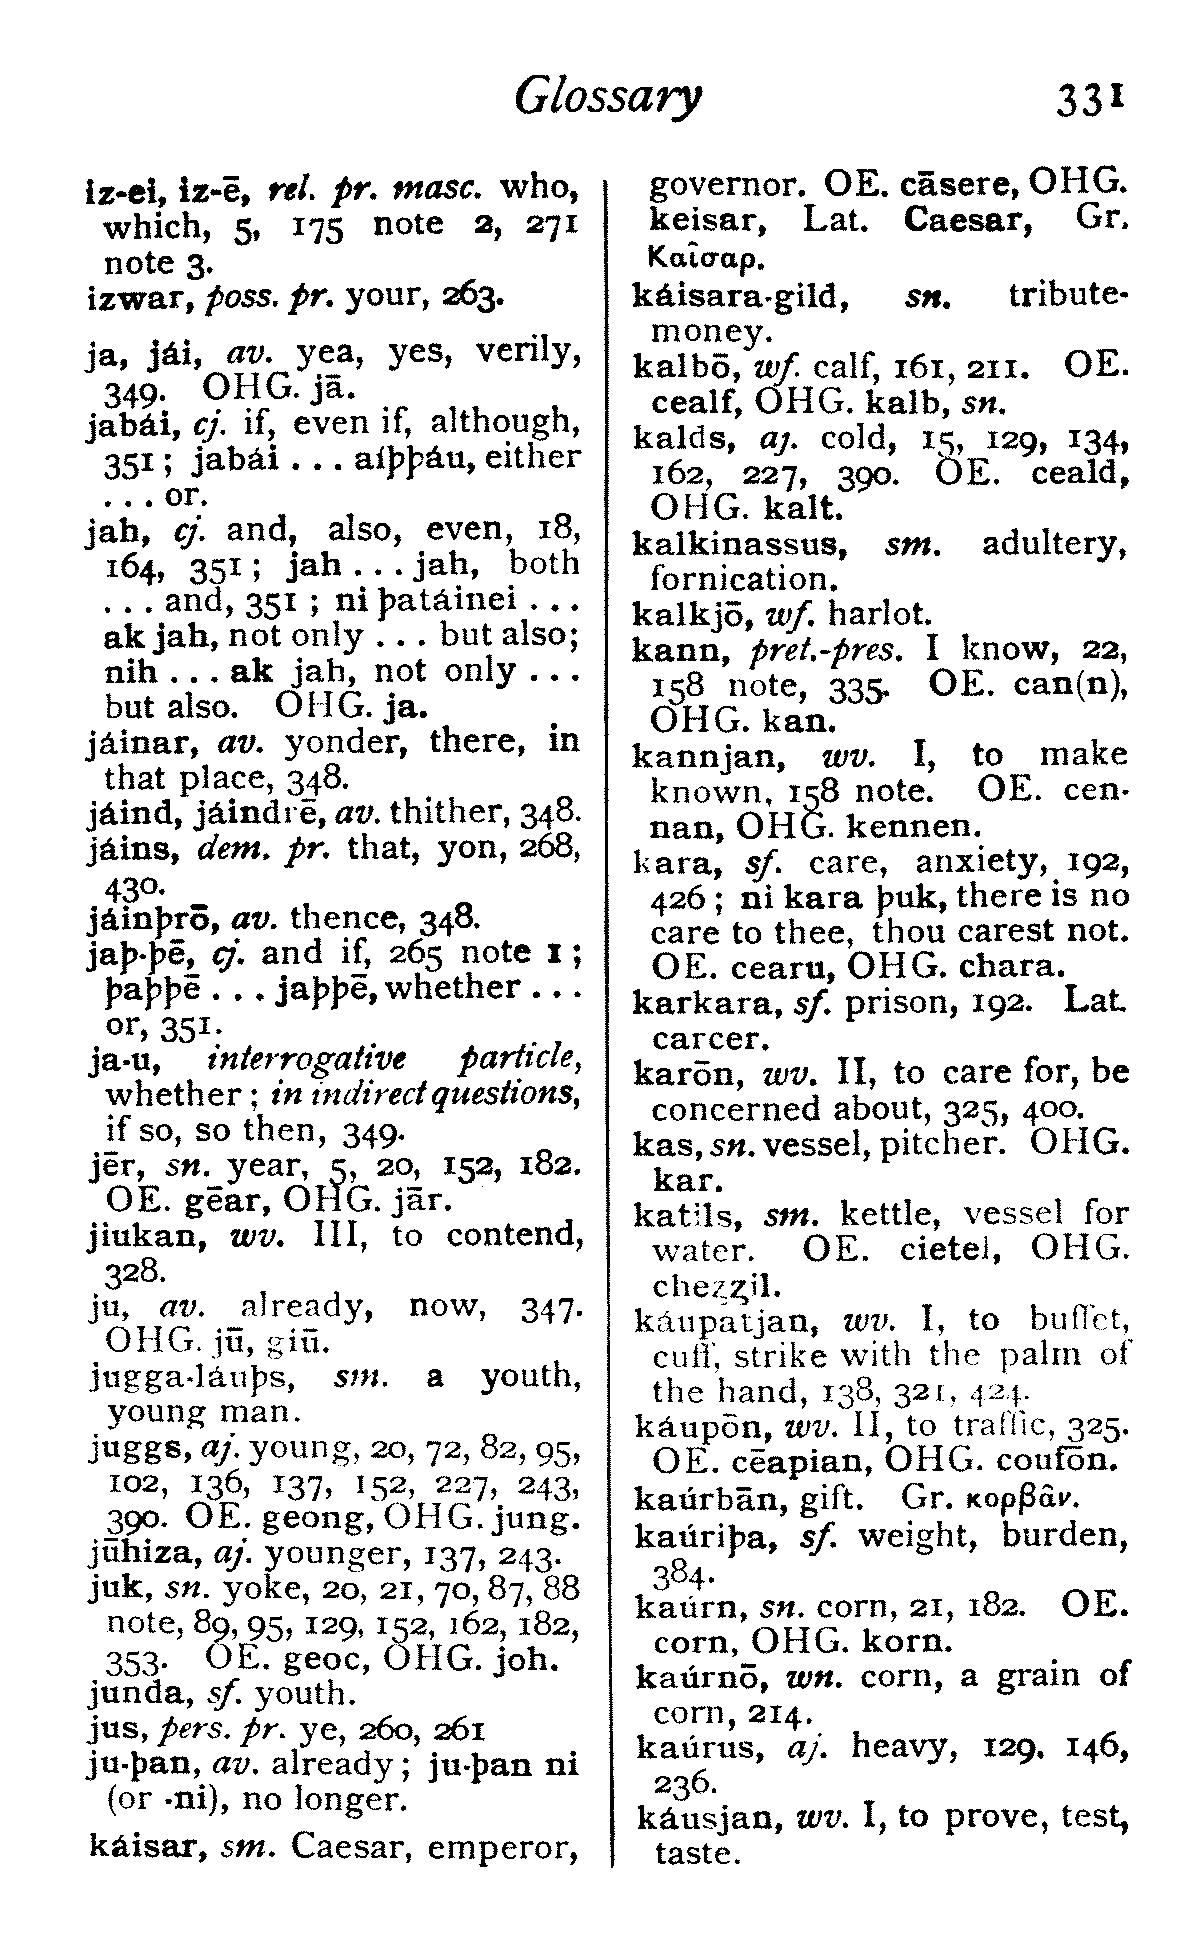 Glossary 331
iz-ei, iz-ē, rel. pr. masc. who,
which, 5, 175 note 2, 271
note 3.
izwar, poss. pr. your, 263.
ja, jái, av. yea, yes, verily,
349. OHG. jā.
jabái, cj. if, even if, although,
351; jabái ... aíþþáu, either
... or.
jah, cj. and, also, even, 18,
164, 351; jah ... jah, both
... and, 351; ni þatáinei ...
ak jah, not only ... but also;
nih ... ak jah, not only ...
but also. OHG. ja.
jáinar, av. yonder, there, in
that place, 348.
jáind, jáindrē, av. thither, 348.
jáins, dem. pr. that, yon, 268,
430.
jáinþrō, av. thence, 348.
jaþ·þē, cj. and if, 265 note 1;
þaþþē ... jaþþē, whether ...
or, 351.
ja·u, interrogative particle,
whether; in indirect questions,
if so, so then, 349.
jēr, sn. year, 5, 20, 152, 182.
OE. gēar, OHG. jār.
jiukan, wv. III, to contend,
328.
ju, av. already, now, 347.
OHG. jū, giū.
jugga·láuþs, sm. a youth,
young man.
juggs, aj. young, 20, 72, 82, 95,
102, 136, 137, 152, 227, 243,
390. OE. geong, OHG. jung.
jūhiza, aj. younger, 137, 243.
juk, sn. yoke, 20, 21, 70, 87, 88
note, 89, 95, 129, 152, 162, 182,
353. OE. geoc, OHG. joh.
junda, sf. youth.
jus, pers. pr. ye, 260, 261
ju·þan, av. already; ju·þan ni
(or ·ni), no longer.
káisar, sm. Caesar, emperor,
governor. OE. cāsere, OHG.
keisar, Lat. Caesar, Gr.
Καῖσαρ.
káisara·gild, sn. tribute-
money.
kalbō, wf. calf, 161, 211. OE.
cealf, OHG. kalb, sn.
kalds, aj. cold, 15, 129, 134,
162, 227, 390. OE. ceald,
OHG. kalt.
kalkinassus, sm. adultery,
fornication.
kalkjō, wf. harlot.
kann, pret.-pres. I know, 22,
158 note, 335. OE. can(n),
OHG. kan.
kannjan, wv. I, to make
known, 158 note. OE. cen-
nan, OHG. kennen.
kara, sf. care, anxiety, 192,
426; ni kara þuk, there is no
care to thee, thou carest not.
OE. cearu, OHG. chara.
karkara, sf. prison, 192. Lat.
carcer.
karōn, wv. II, to care for, be
concerned about, 325, 400.
kas, sn. vessel, pitcher. OHG.
kar.
katils, sm. kettle, vessel for
water. OE. cietel, OHG.
cheȥȥil.
káupatjan, wv. I, to buffet,
cuff, strike with the palm of
the hand, 138, 321, 424.
káupōn, wv. II, to traffic, 325.
OE. cēapian, OHG. coufōn.
kaúrbān, gift. Gr. κορβᾶν.
kaúriþa, sf. weight, burden,
384.
kaúrn, sn. corn, 21, 182. OE.
corn, OHG. korn.
kaúrnō, wn. corn, a grain of
corn, 214.
kaúrus, aj. heavy, 129, 146,
236.
káusjan, wv. I, to prove, test,
taste.